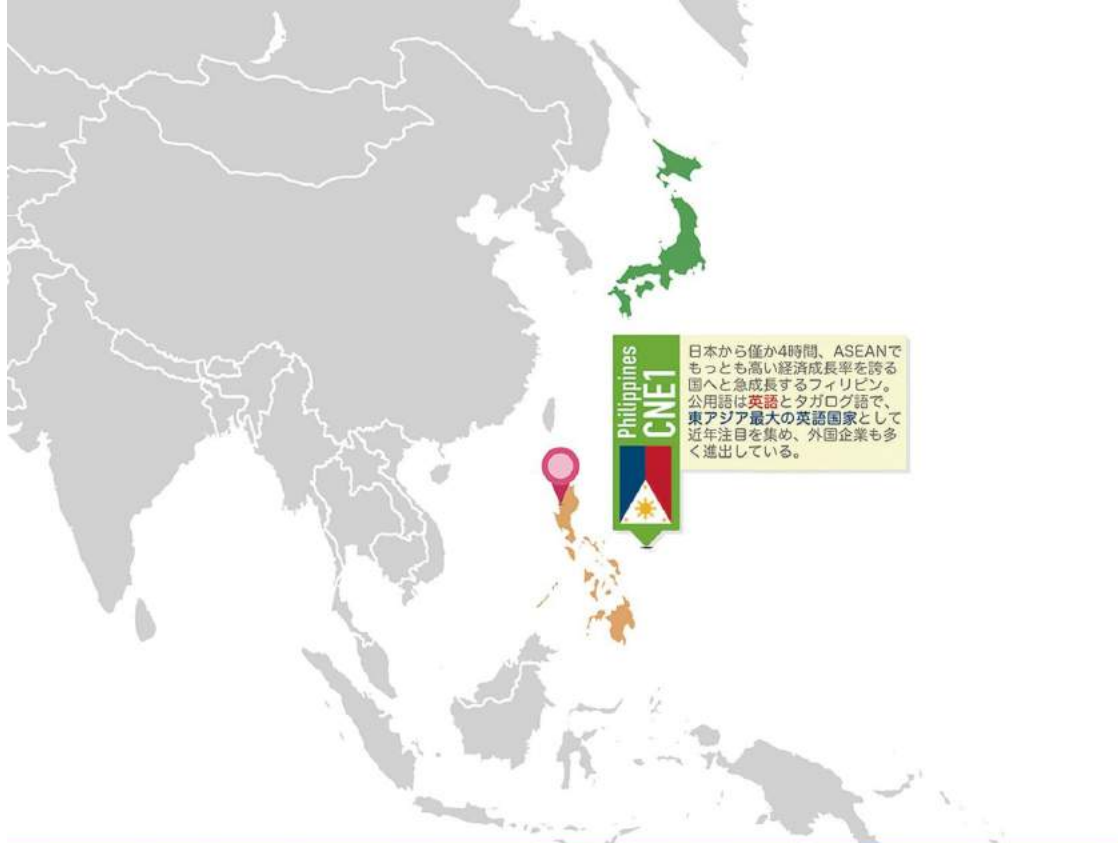 Philippines
CNE1
日本から僅か4時間、ASEANで
もっとも高い経済成長率を誇る
国へと急成長するフィリピン。
公用語は英語とタガログ語で、
東アジア最大の英語国家として
近年注目を集め、外国企業も多
く進出している。